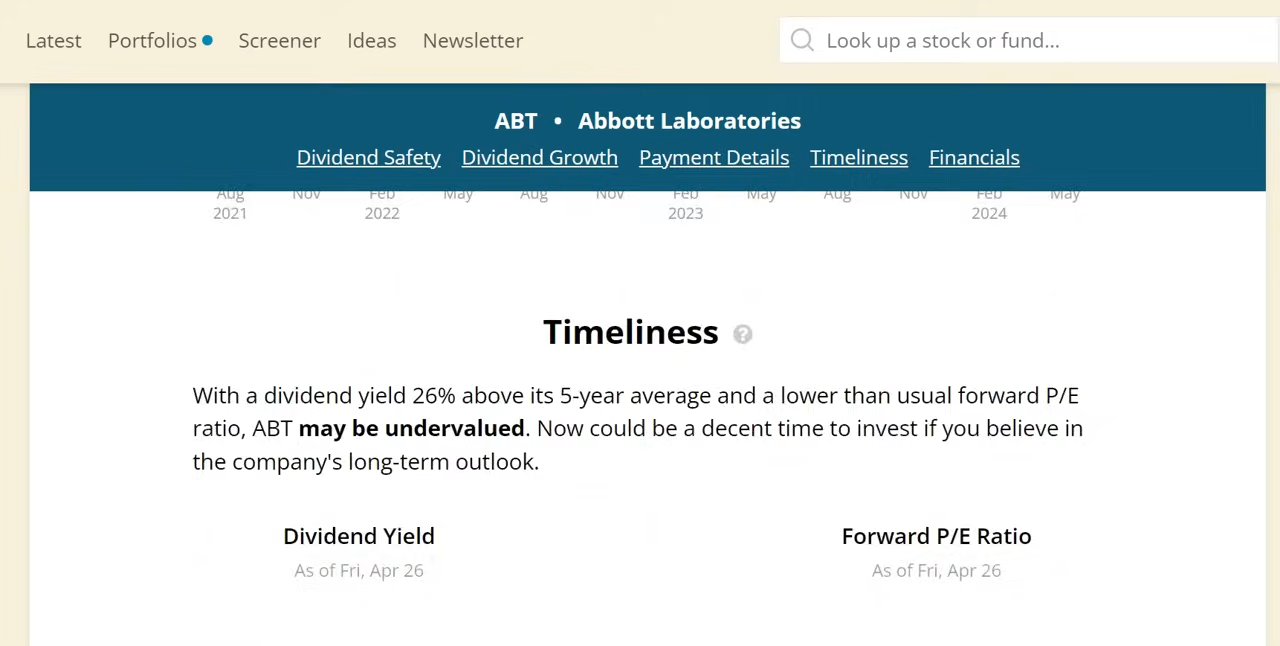 Latest Portfolios Screener Ideas Newsletter Look up a stock or fund...
ABT • Abbott Laboratories
Dividend Safety Dividend Growth Payment Details Timeliness Financials
Aug Nov Feb May Aug Nov Feb May Aug Nov Feb May
2021 2022 2023 2024
Timeliness ?
With a dividend yield 26% above its 5-year average and a lower than usual forward P/E
ratio, ABT may be undervalued. Now could be a decent time to invest if you believe in
the company's long-term outlook.
Dividend Yield Forward P/E Ratio
As of Fri, Apr 26 As of Fri, Apr 26